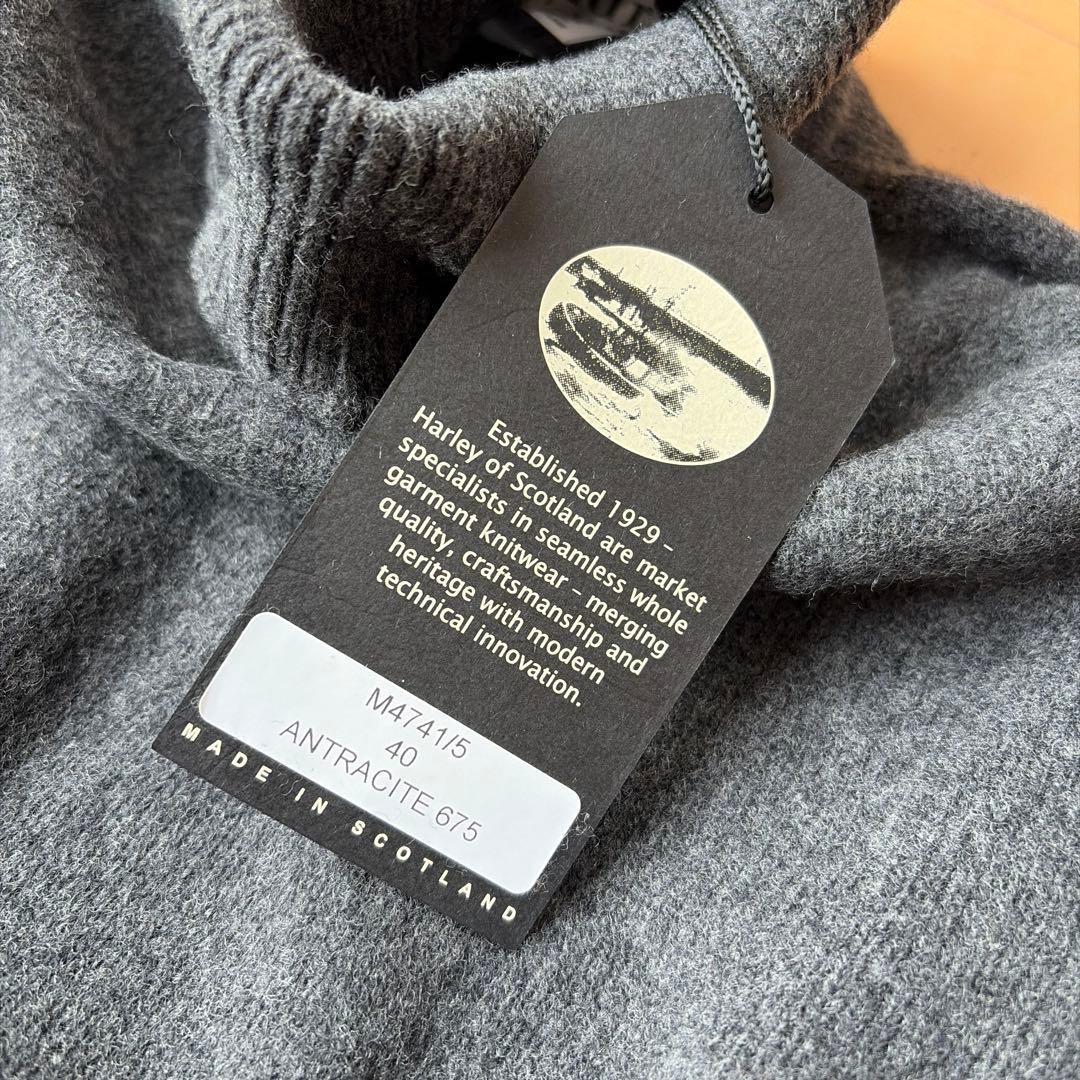 Established 1929 –
Harley of Scotland are market
specialists in seamless whole
garment knitwear – merging
quality, craftsmanship and
heritage with modern
technical innovation.
M4741/5
40
ANTRACITE 675
MADE IN SCOTLAND